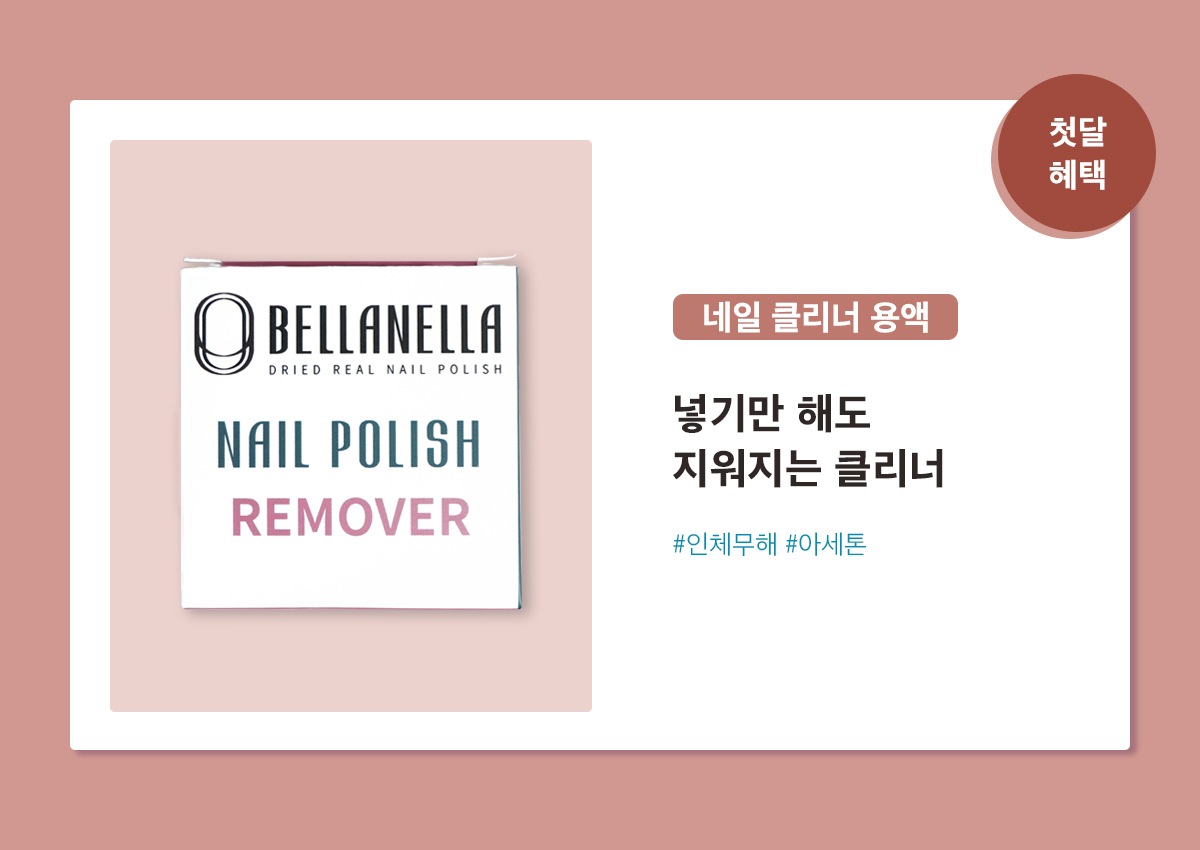 첫달
혜택
BELLANELLA
DRIED REAL NAIL POLISH
NAIL POLISH
REMOVER
네일 클리너 용액
넣기만 해도
지워지는 클리너
#인체무해 #아세톤